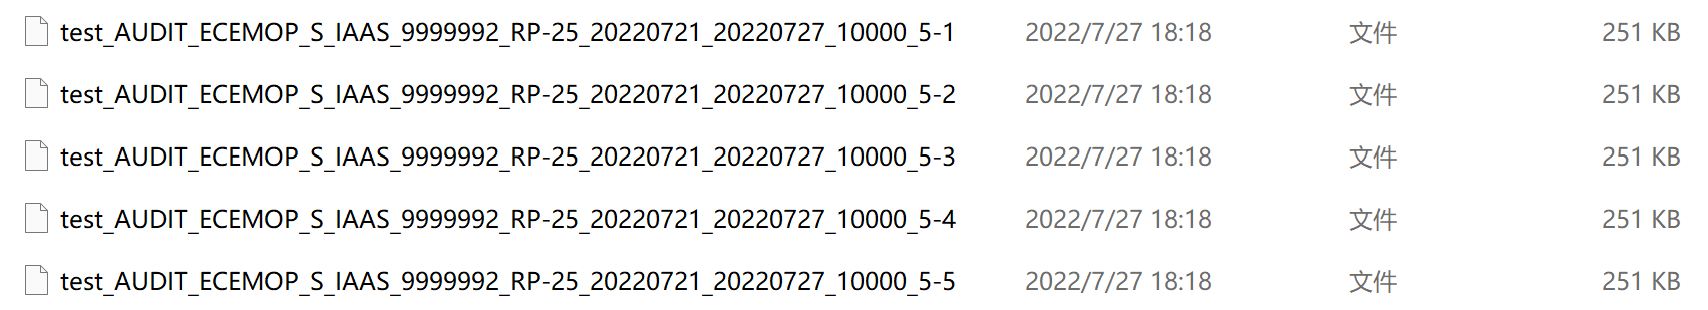 test_AUDIT_ECEMOP_S_IAAS_9999992_RP-25_20220721_20220727_10000_5-1 2022/7/27 18:18 文件 251 KB
test_AUDIT_ECEMOP_S_IAAS_9999992_RP-25_20220721_20220727_10000_5-2 2022/7/27 18:18 文件 251 KB
test_AUDIT_ECEMOP_S_IAAS_9999992_RP-25_20220721_20220727_10000_5-3 2022/7/27 18:18 文件 251 KB
test_AUDIT_ECEMOP_S_IAAS_9999992_RP-25_20220721_20220727_10000_5-4 2022/7/27 18:18 文件 251 KB
test_AUDIT_ECEMOP_S_IAAS_9999992_RP-25_20220721_20220727_10000_5-5 2022/7/27 18:18 文件 251 KB